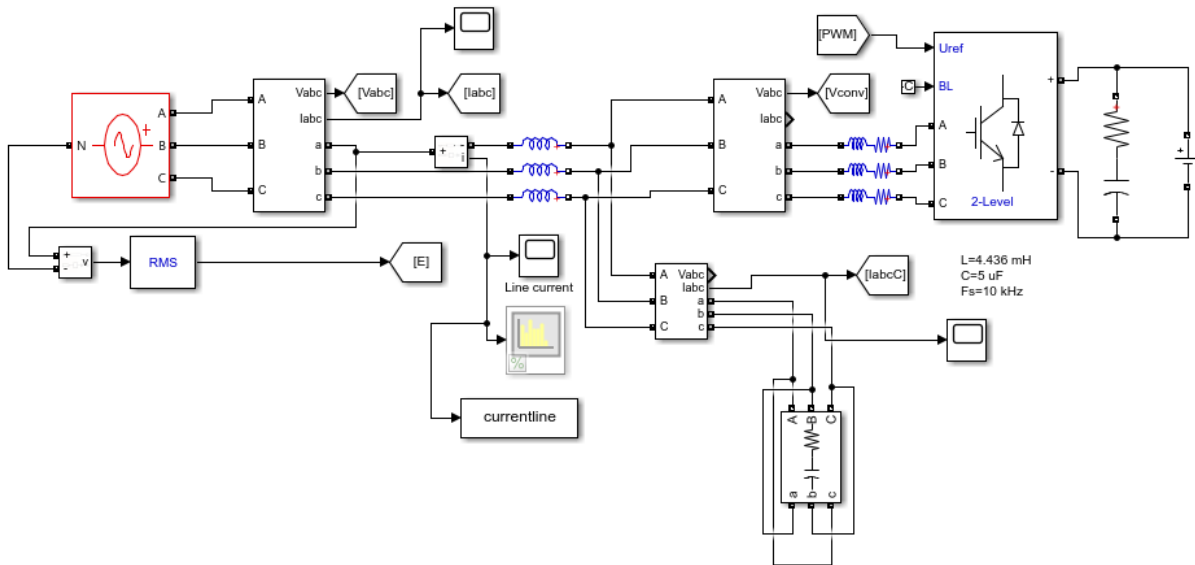 [PWM]
Uref
Vabc
[Vabc]
Iabc
[Iabc]
Vabc
[Vconv]
Iabc
C
BL
+
A
A
A
A
N
+
B
B
a
+
-
i
B
a
b
B
C
C
c
C
b
c
C
-
2-Level
+
-
v
RMS
[E]
Line current
A
Vabc
Iabc
[IabcC]
B
a
b
C
c
L=4.436 mH
C=5 uF
Fs=10 kHz
%
currentline
A
B
C
a
b
c